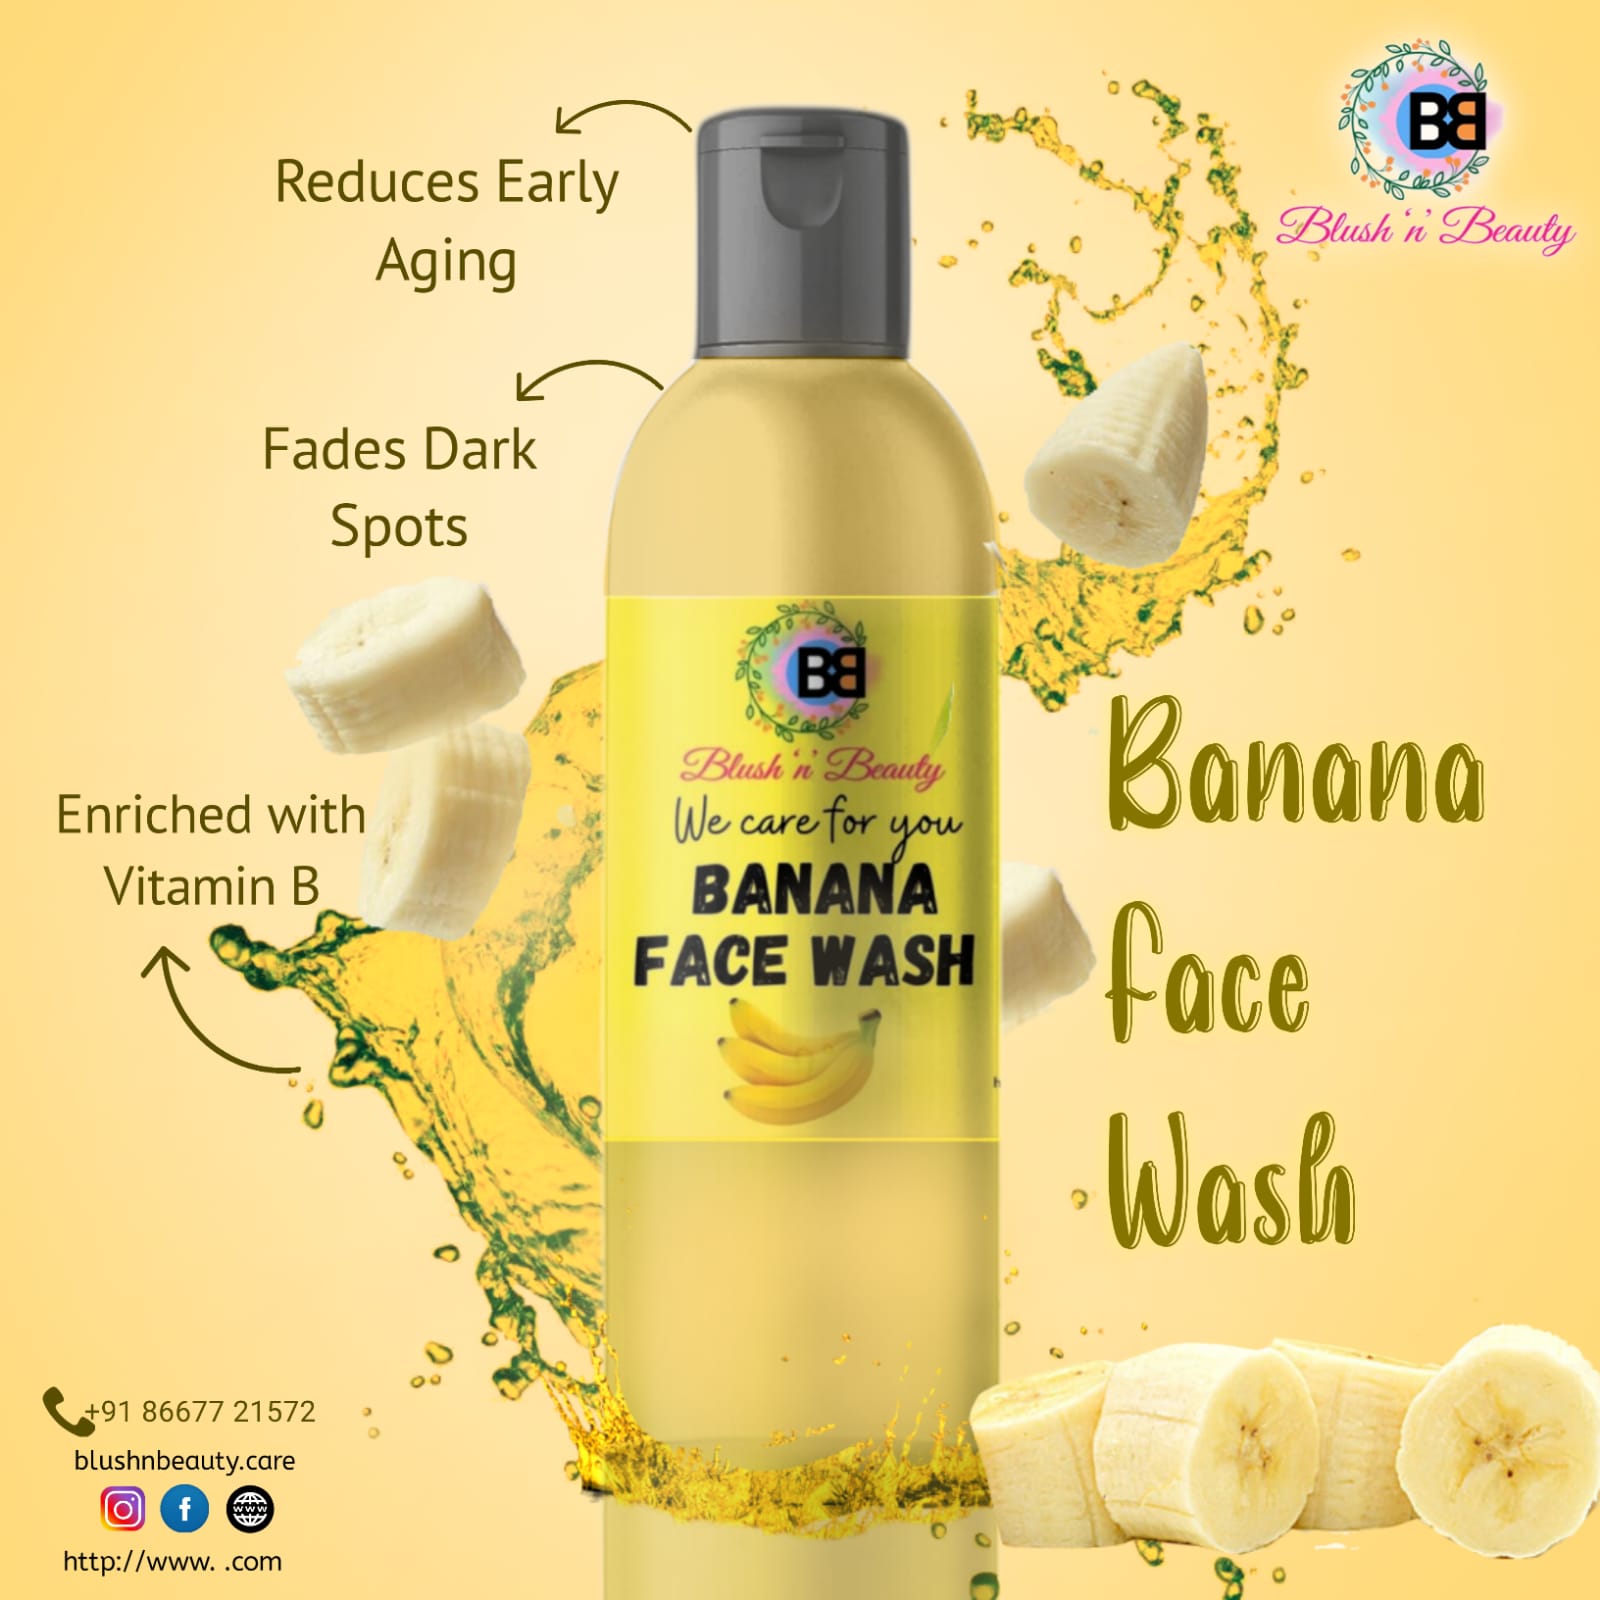 BB
Blush 'n' Beauty
Reduces Early
Aging
Fades Dark
Spots
Enriched with
Vitamin B
BB
Blush 'n' Beauty
We care for you
BANANA
FACE WASH
Banana
Face
Wash
+91 86677 21572
blushnbeauty.care
www
http://www. .com